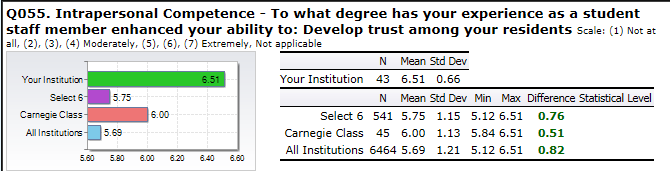 Q055. Intrapersonal Competence - To what degree has your experience as a student
staff member enhanced your ability to: Develop trust among your residents Scale: (1) Not at
all, (2), (3), (4) Moderately, (5), (6), (7) Extremely, Not applicable
Your Institution 6.51
Select 6 5.75
Carnegie Class 6.00
All Institutions 5.69
5.60 5.80 6.00 6.20 6.20 6.40 6.60
N Mean Std Dev
Your Institution 43 6.51 0.66
N Mean Std Dev Min Max Difference Statistical Level
Select 6 541 5.75 1.15 5.12 6.51 0.76
Carnegie Class 45 6.00 1.13 5.84 6.51 0.51
All Institutions 6464 5.69 1.21 5.12 6.51 0.82